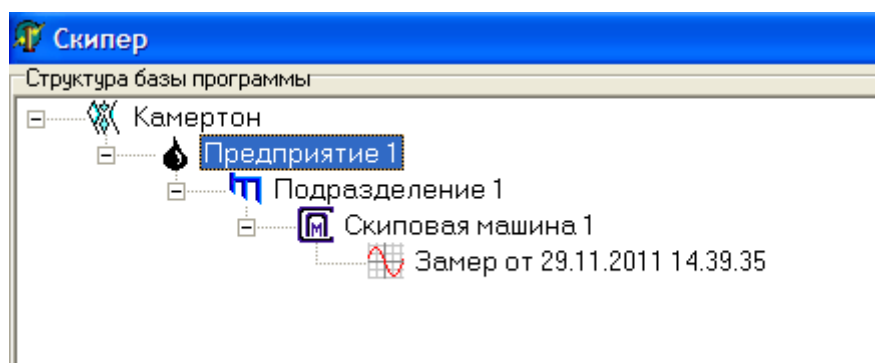 Скипер
Структура базы программы
Камертон
Предприятие 1
Подразделение 1
Скиповая машина 1
Замер от 29.11.2011 14.39.35